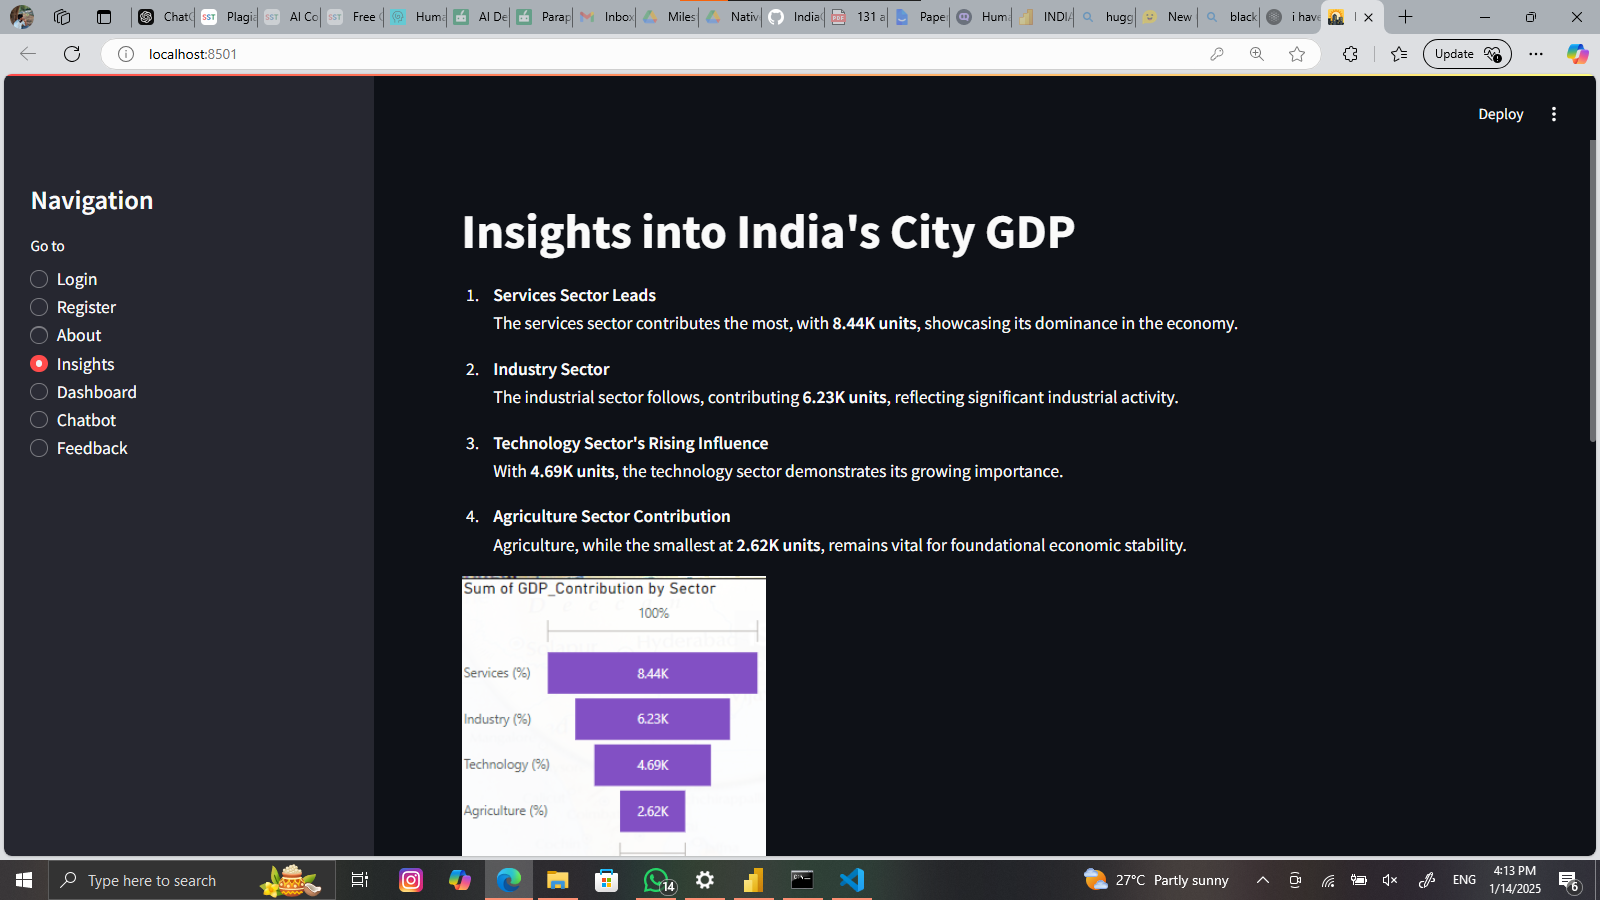 ChatG
Plagia
AI Co
Free C
Huma
AI De
Parap
Inbox
Miles
Nativ
India
131 a
Pape
Huma
INDIA
hugg
New
black
i have
localhost:8501
Update
Deploy
Navigation
Go to
Login
Register
About
Insights
Dashboard
Chatbot
Feedback
Insights into India's City GDP
1. Services Sector Leads
The services sector contributes the most, with 8.44K units, showcasing its dominance in the economy.
2. Industry Sector
The industrial sector follows, contributing 6.23K units, reflecting significant industrial activity.
3. Technology Sector's Rising Influence
With 4.69K units, the technology sector demonstrates its growing importance.
4. Agriculture Sector Contribution
Agriculture, while the smallest at 2.62K units, remains vital for foundational economic stability.
Sum of GDP_Contribution by Sector
100%
Services (%) 8.44K
Industry (%) 6.23K
Technology (%) 4.69K
Agriculture (%) 2.62K
Type here to search
14
27°C Partly sunny
ENG
4:13 PM
1/14/2025
6